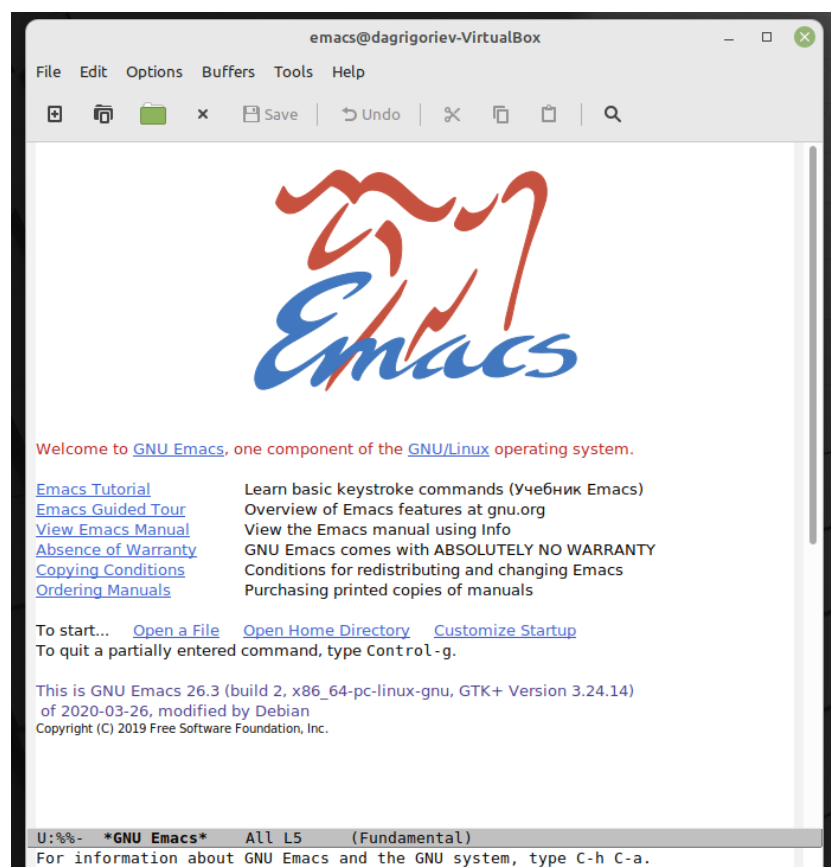 emacs@dagrigoriev-VirtualBox
File Edit Options Buffers Tools Help
Save Undo
Emacs
Welcome to GNU Emacs, one component of the GNU/Linux operating system.
Emacs Tutorial Learn basic keystroke commands (Учебник Emacs)
Emacs Guided Tour Overview of Emacs features at gnu.org
View Emacs Manual View the Emacs manual using Info
Absence of Warranty GNU Emacs comes with ABSOLUTELY NO WARRANTY
Copying Conditions Conditions for redistributing and changing Emacs
Ordering Manuals Purchasing printed copies of manuals
To start... Open a File Open Home Directory Customize Startup
To quit a partially entered command, type Control-g.
This is GNU Emacs 26.3 (build 2, x86_64-pc-linux-gnu, GTK+ Version 3.24.14)
of 2020-03-26, modified by Debian
Copyright (C) 2019 Free Software Foundation, Inc.
U:%%- *GNU Emacs* All L5 (Fundamental)
For information about GNU Emacs and the GNU system, type C-h C-a.